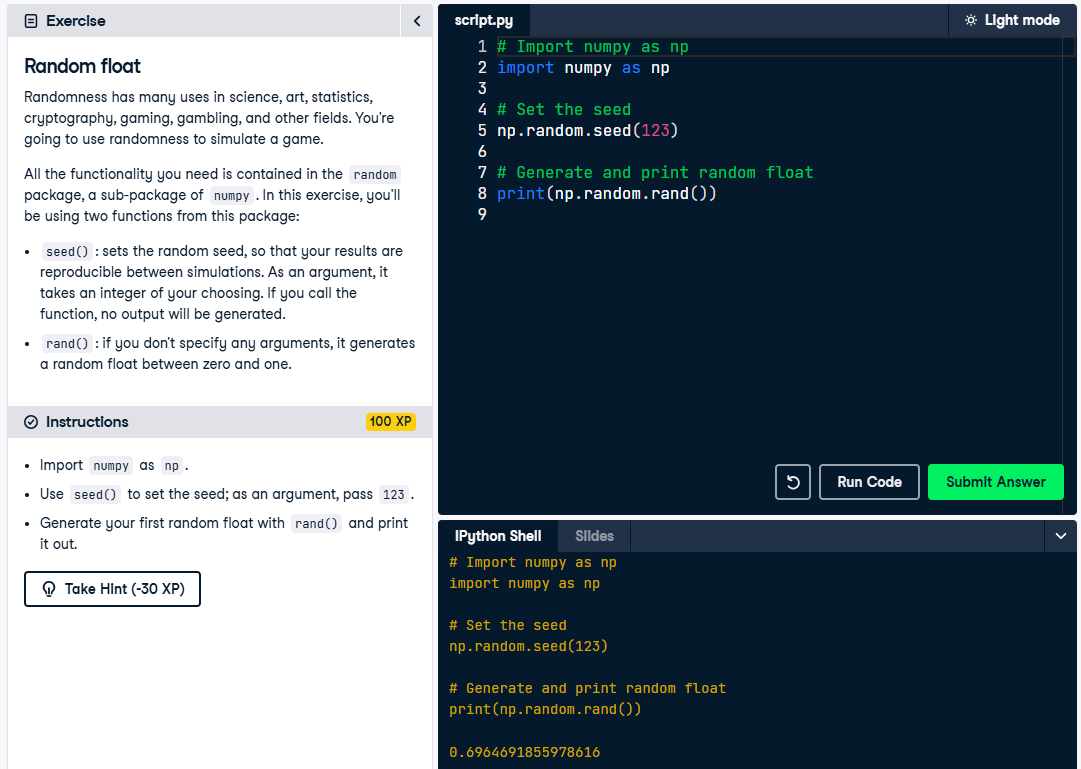 Exercise
Random float
Randomness has many uses in science, art, statistics,
cryptography, gaming, gambling, and other fields. You're
going to use randomness to simulate a game.
All the functionality you need is contained in the random
package, a sub-package of numpy. In this exercise, you'll
be using two functions from this package:
• seed(): sets the random seed, so that your results are
reproducible between simulations. As an argument, it
takes an integer of your choosing. If you call the
function, no output will be generated.
• rand(): if you don't specify any arguments, it generates
a random float between zero and one.
Instructions
100 XP
• Import numpy as np.
• Use seed() to set the seed; as an argument, pass 123.
• Generate your first random float with rand() and print
it out.
Take Hint (-30 XP)
script.py
Light mode
1 # Import numpy as np
2 import numpy as np
3
4 # Set the seed
5 np.random.seed(123)
6
7 # Generate and print random float
8 print(np.random.rand())
9
Run Code
Submit Answer
IPython Shell
Slides
# Import numpy as np
import numpy as np
# Set the seed
np.random.seed(123)
# Generate and print random float
print(np.random.rand())
0.6964691855978616